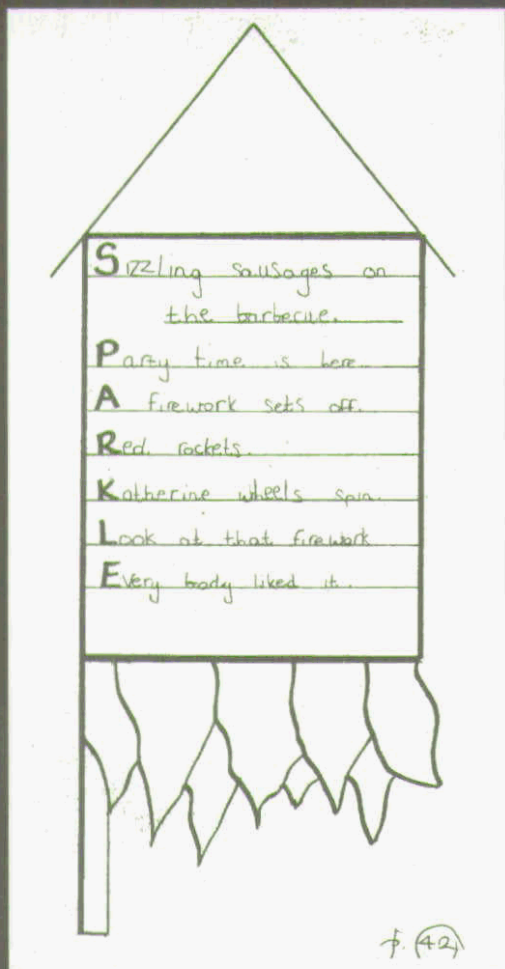 Sizzling sausages on
the barbecue.
Party time is here.
A firework sets off.
Red. rockets.
Katherine wheels spin.
Look at that firework
Every body liked it.
p. 42